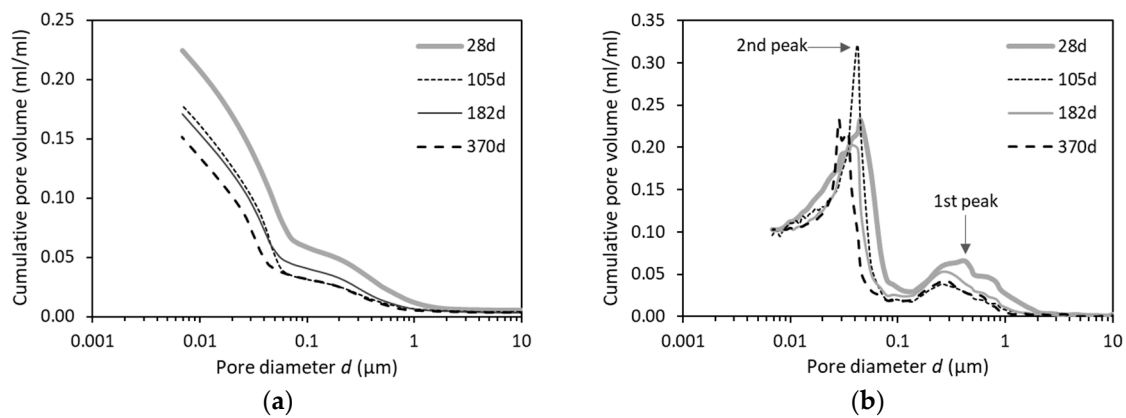 0.25
0.20
0.15
0.10
0.05
0.00
Cumulative pore volume (ml/ml)
28d
105d
182d
370d
0.001
0.01
0.1
1
10
Pore diameter d (μm)
(a)
0.35
0.30
0.25
0.20
0.15
0.10
0.05
0.00
Cumulative pore volume (ml/ml)
2nd peak
1st peak
28d
105d
182d
370d
0.001
0.01
0.1
1
10
Pore diameter d (μm)
(b)